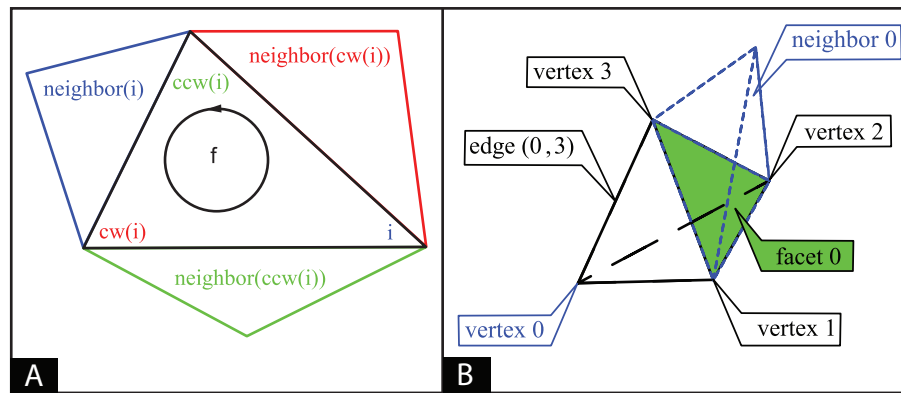 neighbor(cw(i))
neighbor(i)
ccw(i)
f
cw(i)
i
neighbor(ccw(i))
A
neighbor 0
vertex 3
vertex 2
edge (0,3)
facet 0
vertex 0
vertex 1
B